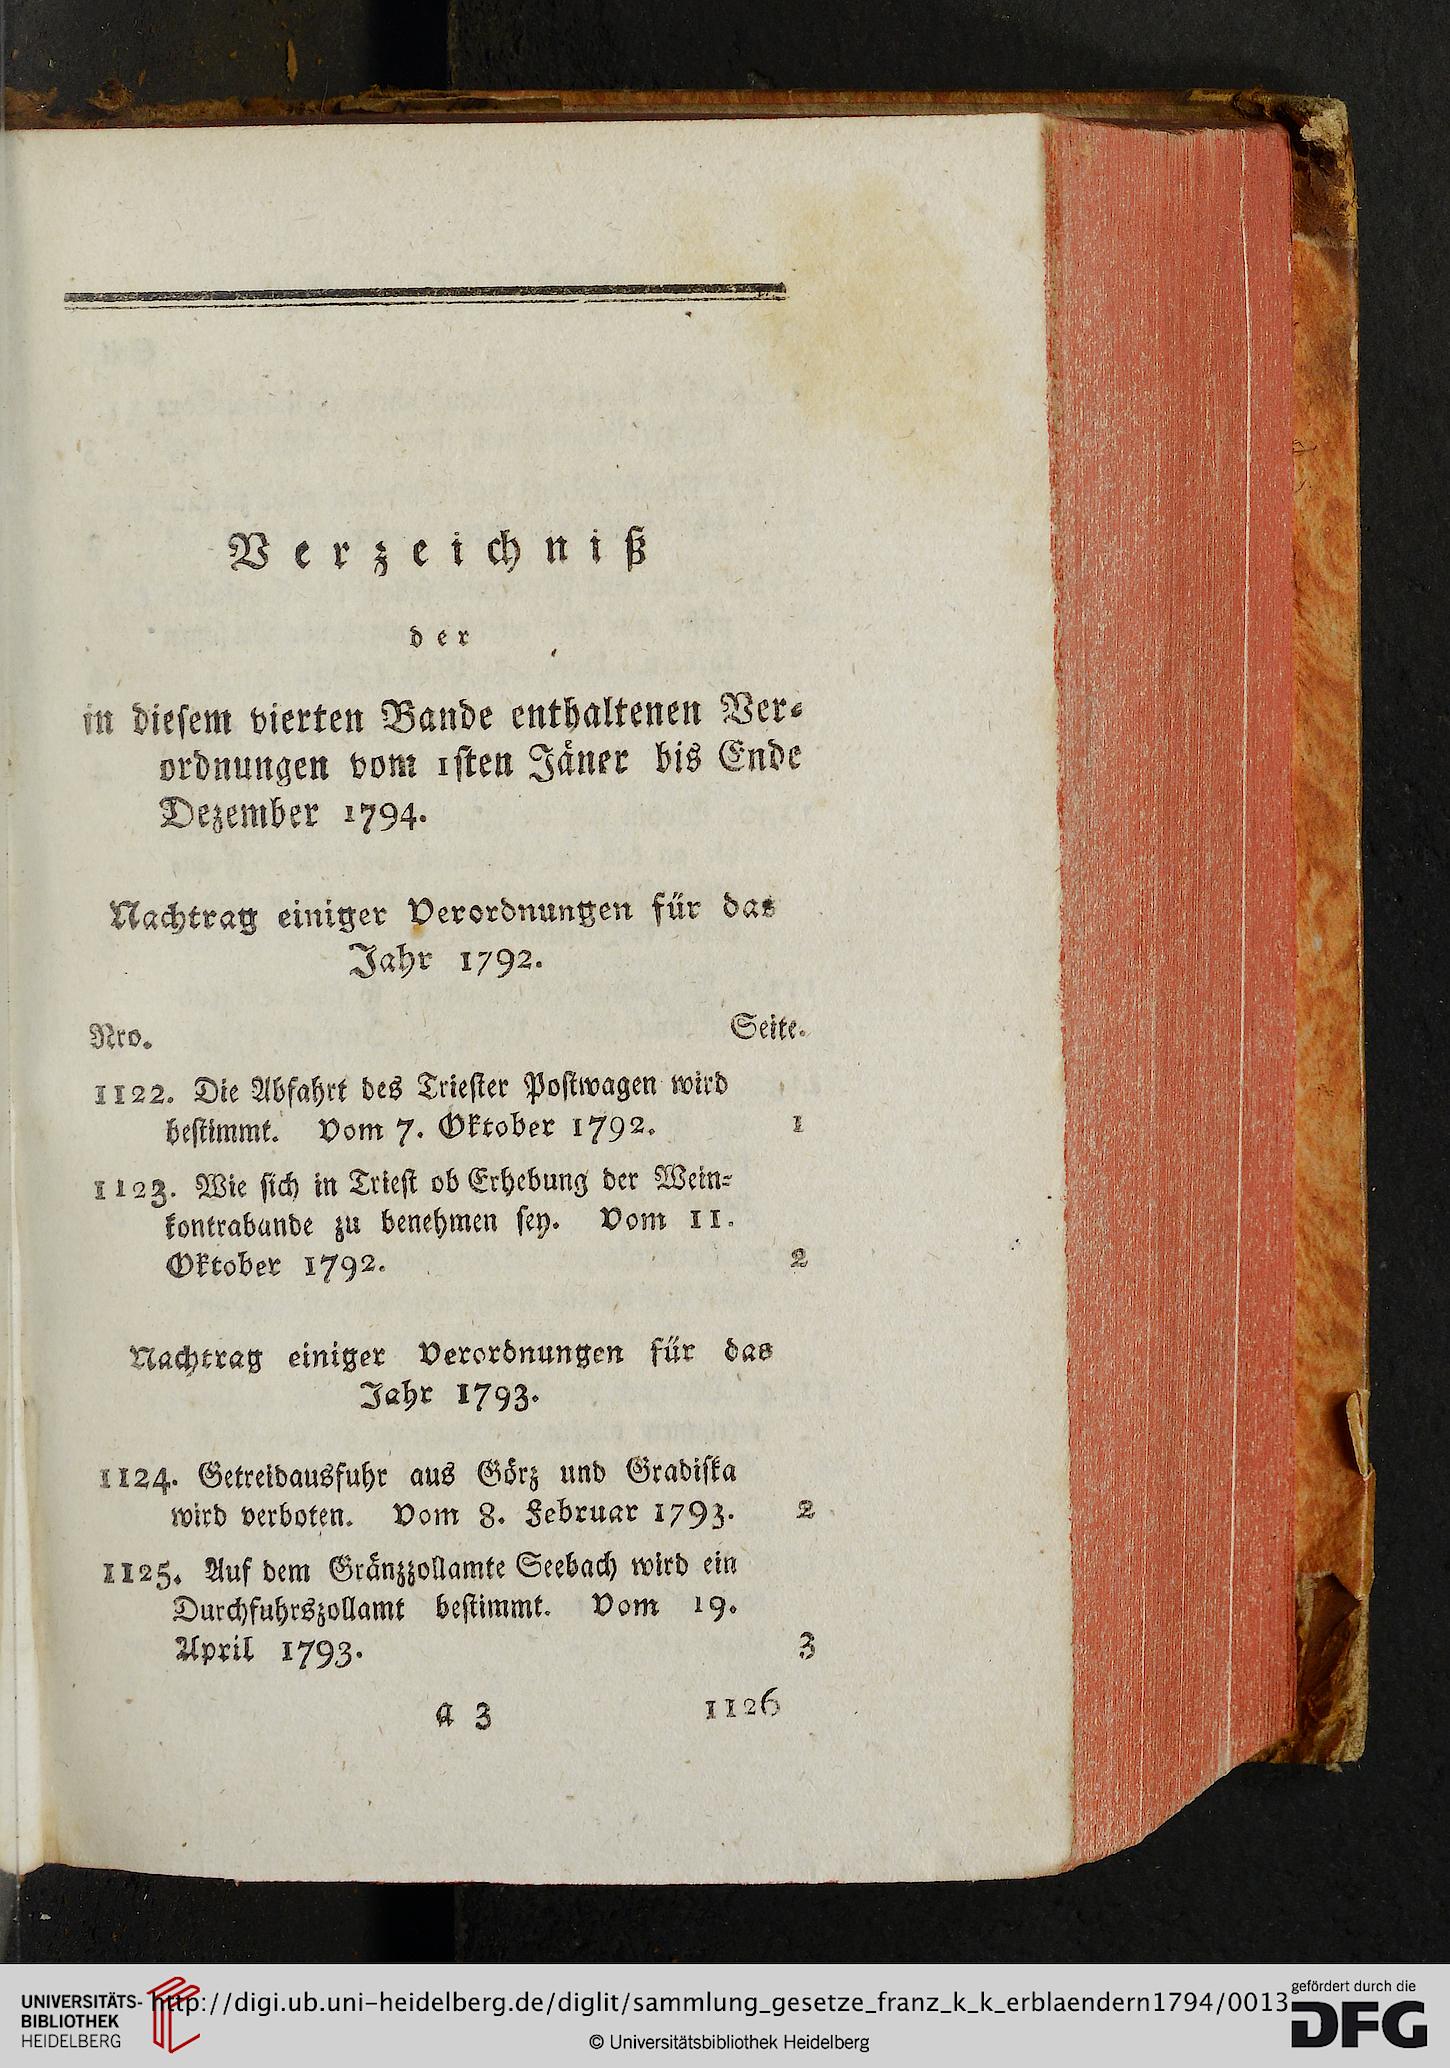 Verzeichniß
der
in diesem vierten Bande enthaltenen Ver-
ordnungen vom 1sten Jäner bis Ende
Dezember 1794.
Nachtrag einiger Verordnungen für das
Jahr 1792.
Nro. Seite.
1122. Die Abfahrt des Triester Postwagen wird
bestimmt. Vom 7. Oktober 1792. 1
1123. Wie sich in Triest ob Erhebung der Wein-
kontrabande zu benehmen sey. Vom 11.
Oktober 1792. 2
Nachtrag einiger Verordnungen für das
Jahr 1793.
1124. Getreidausfuhr aus Görz und Gradiska
wird verboten. Vom 8. Februar 1793. 2
1125. Auf dem Gränzzollamte Seebach wird ein
Durchfuhrszollamt bestimmt. Vom 19.
April 1793. 3
a 3 1126
UNIVERSITÄTS-
BIBLIOTHEK
HEIDELBERG
http://digi.ub.uni-heidelberg.de/diglit/sammlung_gesetze_franz_k_k_erblaendern1794/0013
© Universitätsbibliothek Heidelberg
gefördert durch die
DFG